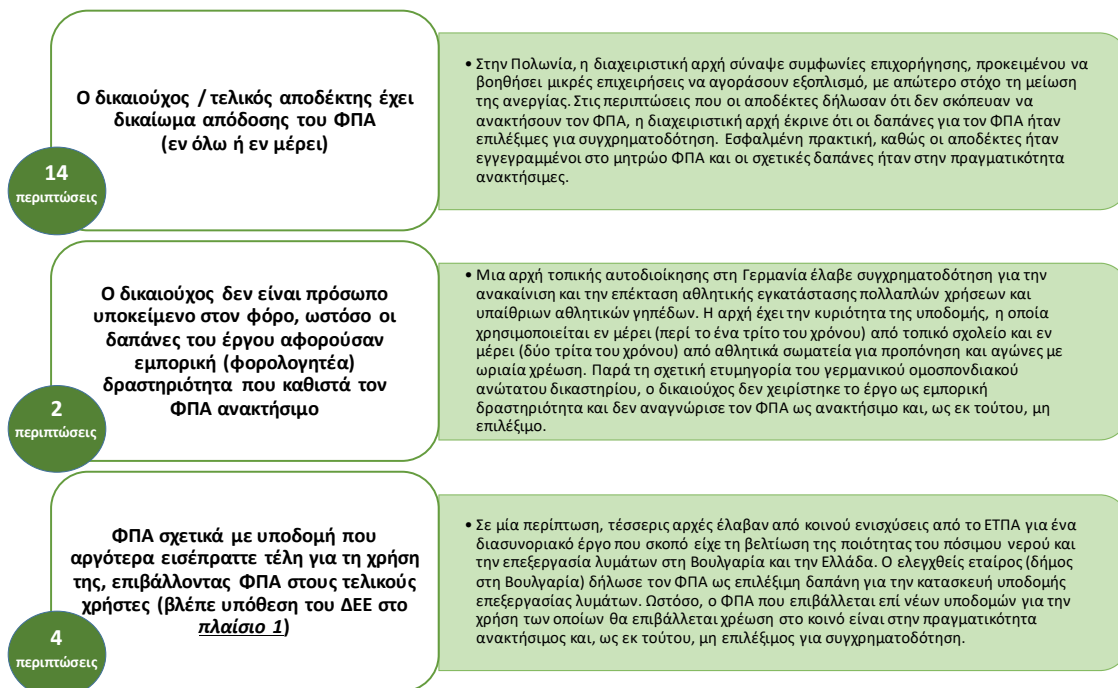 Ο δικαιούχος / τελικός αποδέκτης έχει
δικαίωμα απόδοσης του ΦΠΑ
(εν όλω ή εν μέρει)
14
περιπτώσεις
• Στην Πολωνία, η διαχειριστική αρχή σύναψε συμφωνίες επιχορήγησης, προκειμένου να
βοηθήσει μικρές επιχειρήσεις να αγοράσουν εξοπλισμό, με απώτερο στόχο τη μείωση
της ανεργίας. Στις περιπτώσεις που οι αποδέκτες δήλωσαν ότι δεν σκόπευαν να
ανακτήσουν τον ΦΠΑ, η διαχειριστική αρχή έκρινε ότι οι δαπάνες για τον ΦΠΑ ήταν
επιλέξιμες για συγχρηματοδότηση. Εσφαλμένη πρακτική, καθώς οι αποδέκτες ήταν
εγγεγραμμένοι στο μητρώο ΦΠΑ και οι σχετικές δαπάνες ήταν στην πραγματικότητα
ανακτήσιμες.
Ο δικαιούχος δεν είναι πρόσωπο
υποκείμενο στον φόρο, ωστόσο οι
δαπάνες του έργου αφορούσαν
εμπορική (φορολογητέα)
δραστηριότητα που καθιστά τον
ΦΠΑ ανακτήσιμο
2
περιπτώσεις
• Μια αρχή τοπικής αυτοδιοίκησης στη Γερμανία έλαβε συγχρηματοδότηση για την
ανακαίνιση και την επέκταση αθλητικής εγκατάστασης πολλαπλών χρήσεων και
υπαίθριων αθλητικών γηπέδων. Η αρχή έχει την κυριότητα της υποδομής, η οποία
χρησιμοποιείται εν μέρει (περί το ένα τρίτο του χρόνου) από τοπικό σχολείο και εν
μέρει (δύο τρίτα του χρόνου) από αθλητικά σωματεία για προπόνηση και αγώνες με
ωριαία χρέωση. Παρά τη σχετική ετυμηγορία του γερμανικού ομοσπονδιακού
ανώτατου δικαστηρίου, ο δικαιούχος δεν χειρίστηκε το έργο ως εμπορική
δραστηριότητα και δεν αναγνώρισε τον ΦΠΑ ως ανακτήσιμο και, ως εκ τούτου, μη
επιλέξιμο.
ΦΠΑ σχετικά με υποδομή που
αργότερα εισέπραττε τέλη για τη χρήση
της, επιβάλλοντας ΦΠΑ στους τελικούς
χρήστες (βλέπε υπόθεση του ΔΕΕ στο
πλαίσιο 1)
4
περιπτώσεις
• Σε μία περίπτωση, τέσσερις αρχές έλαβαν από κοινού ενισχύσεις από το ΕΤΠΑ για ένα
διασυνοριακό έργο που σκοπό είχε τη βελτίωση της ποιότητας του πόσιμου νερού και
την επεξεργασία λυμάτων στη Βουλγαρία και την Ελλάδα. Ο ελεγχθείς εταίρος (δήμος
στη Βουλγαρία) δήλωσε τον ΦΠΑ ως επιλέξιμη δαπάνη για την κατασκευή υποδομής
επεξεργασίας λυμάτων. Ωστόσο, ο ΦΠΑ που επιβάλλεται επί νέων υποδομών για την
χρήση των οποίων θα επιβάλλεται χρέωση στο κοινό είναι στην πραγματικότητα
ανακτήσιμος και, ως εκ τούτου, μη επιλέξιμος για συγχρηματοδότηση.